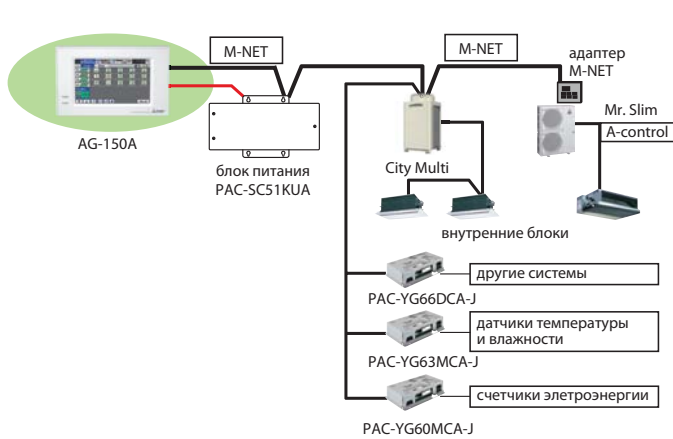 M-NET
M-NET
адаптер
M-NET
Mr. Slim
A-control
AG-150A
блок питания
PAC-SC51KUA
City Multi
внутренние блоки
другие системы
PAC-YG66DCA-J
датчики температуры
и влажности
PAC-YG63MCA-J
счетчики элетроэнергии
PAC-YG60MCA-J